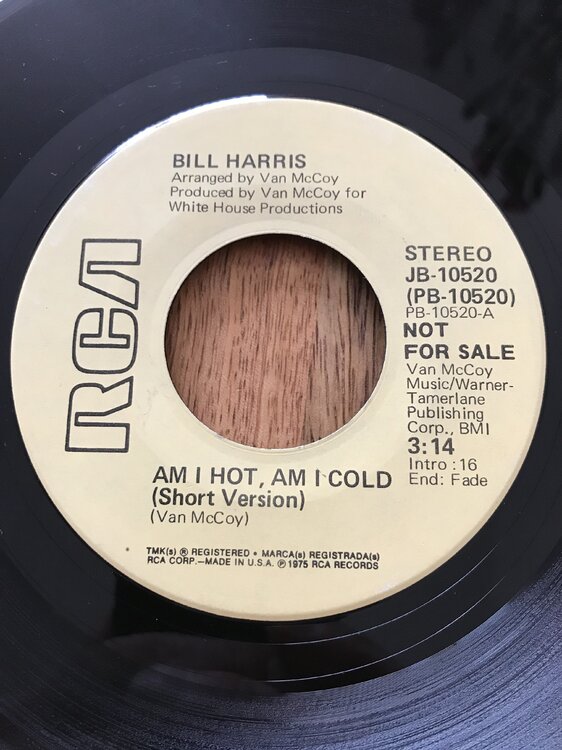 BILL HARRIS
Arranged by Van McCoy
Produced by Van McCoy for
White House Productions
RCA
STEREO
JB-10520
(PB-10520)
PB-10520-A
NOT
FOR SALE
Van McCoy
Music/Warner-
Tamerlane
Publishing
Corp., BMI
3:14
Intro :16
End: Fade
AM I HOT, AM I COLD
(Short Version)
(Van McCoy)
TMK(s) ® REGISTERED • MARCA(s) REGISTRADA(s)
RCA CORP.—MADE IN U.S.A. ℗ 1975 RCA RECORDS